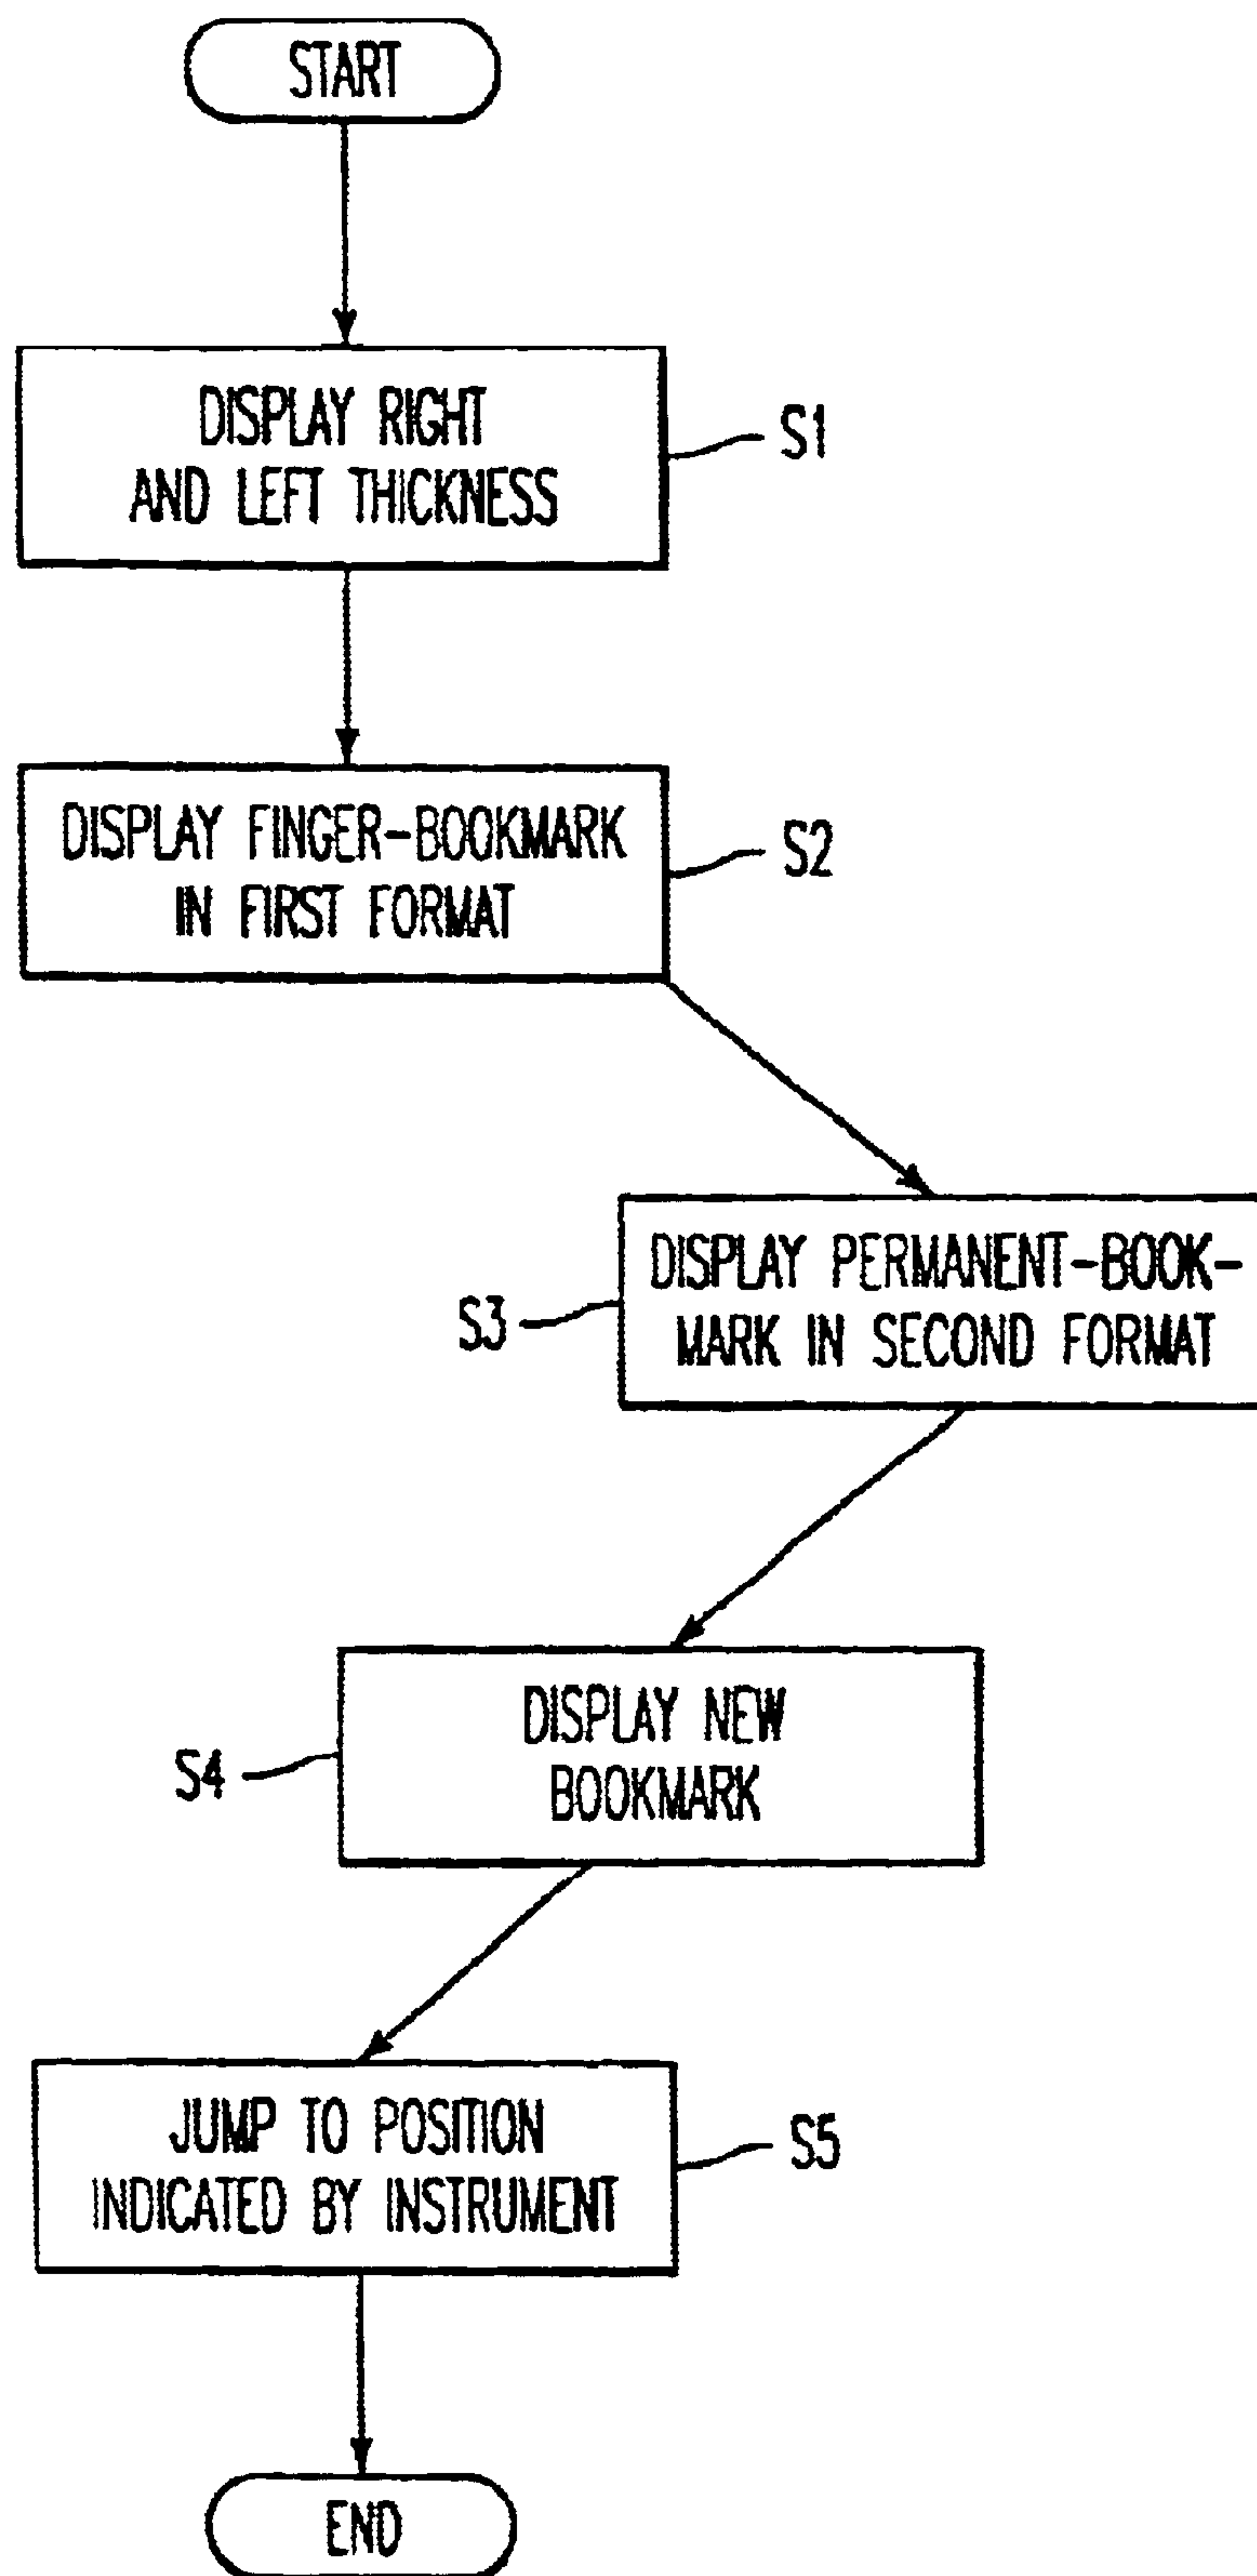 START
DISPLAY RIGHT
AND LEFT THICKNESS
S1
DISPLAY FINGER-BOOKMARK
IN FIRST FORMAT
S2
DISPLAY PERMANENT-BOOK-
MARK IN SECOND FORMAT
S3
DISPLAY NEW
BOOKMARK
S4
JUMP TO POSITION
INDICATED BY INSTRUMENT
S5
END